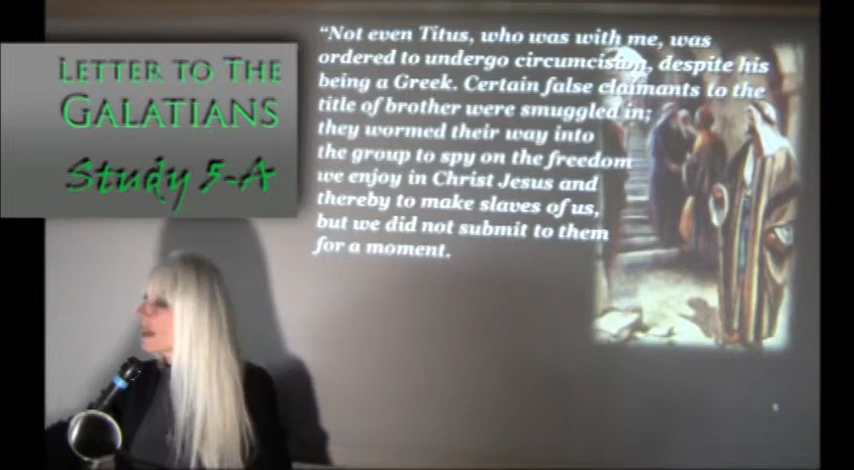 LETTER TO THE
GALATIANS
Study 5-A
"Not even Titus, who was with me, was
ordered to undergo circumcision, despite his
being a Greek. Certain false claimants to the
title of brother were smuggled in;
they wormed their way into
the group to spy on the freedom
we enjoy in Christ Jesus and
thereby to make slaves of us,
but we did not submit to them
for a moment.